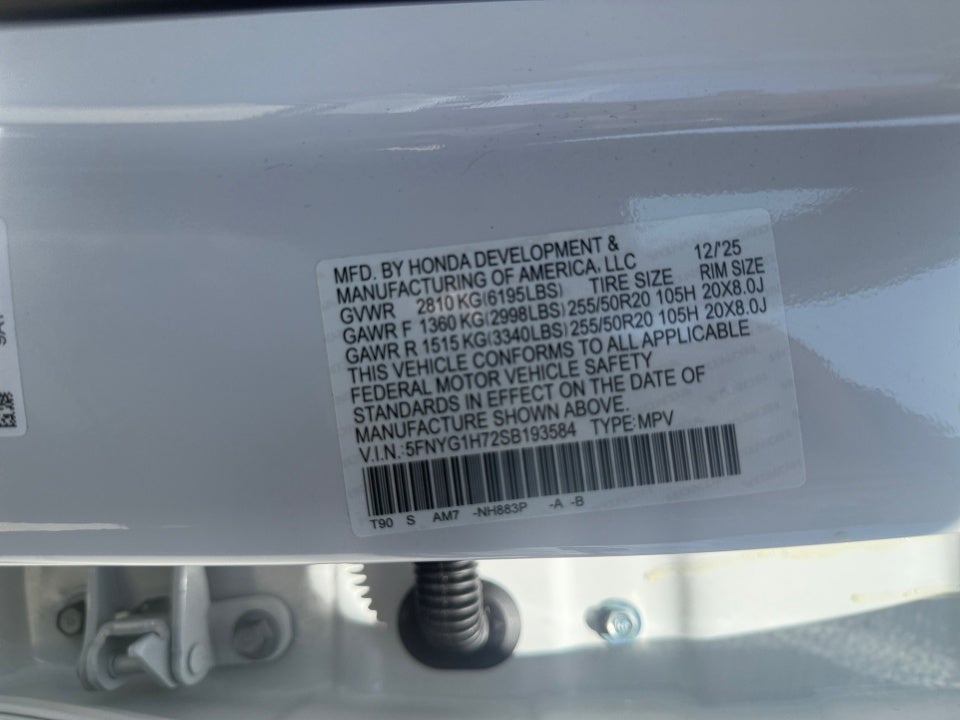 MFD. BY HONDA DEVELOPMENT & 12/'25
MANUFACTURING OF AMERICA, LLC
GVWR 2810 KG(6195LBS) TIRE SIZE RIM SIZE
GAWR F 1360 KG(2998LBS) 255/50R20 105H 20X8.0J
GAWR R 1515 KG(3340LBS) 255/50R20 105H 20X8.0J
THIS VEHICLE CONFORMS TO ALL APPLICABLE
FEDERAL MOTOR VEHICLE SAFETY
STANDARDS IN EFFECT ON THE DATE OF
MANUFACTURE SHOWN ABOVE.
V.I.N.:5FNYG1H72SB193584 TYPE:MPV
T90 S AM7 -NH883P -A -B